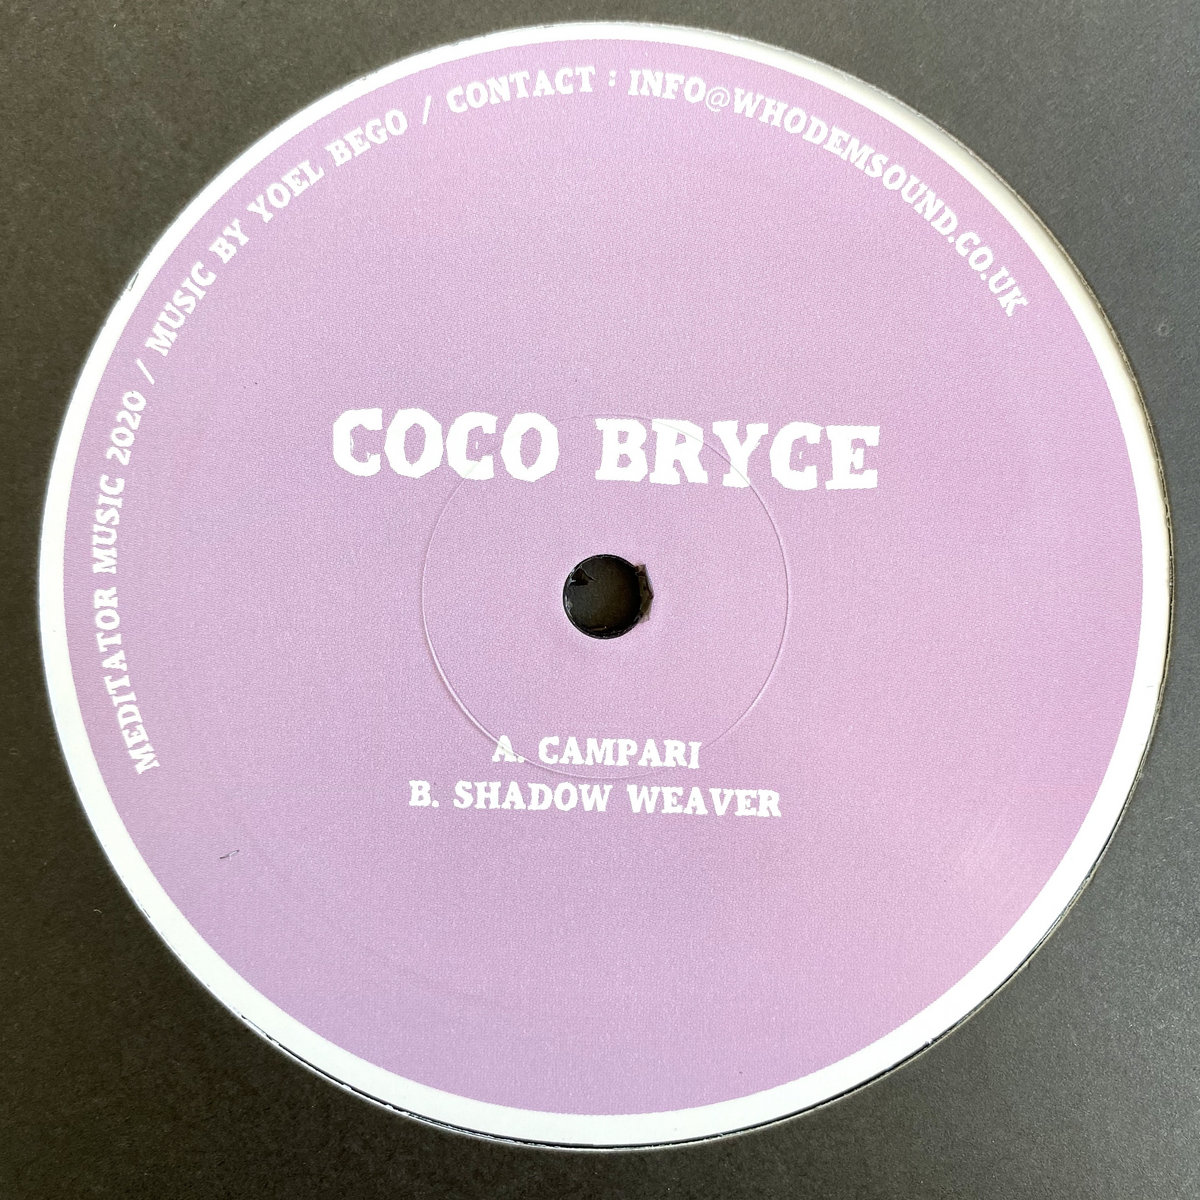 MEDITATOR MUSIC 2020 / MUSIC BY YOEL BEGO / CONTACT : INFO@WHODEMSOUND.CO.UK
COCO BRYCE
A. CAMPARI
B. SHADOW WEAVER